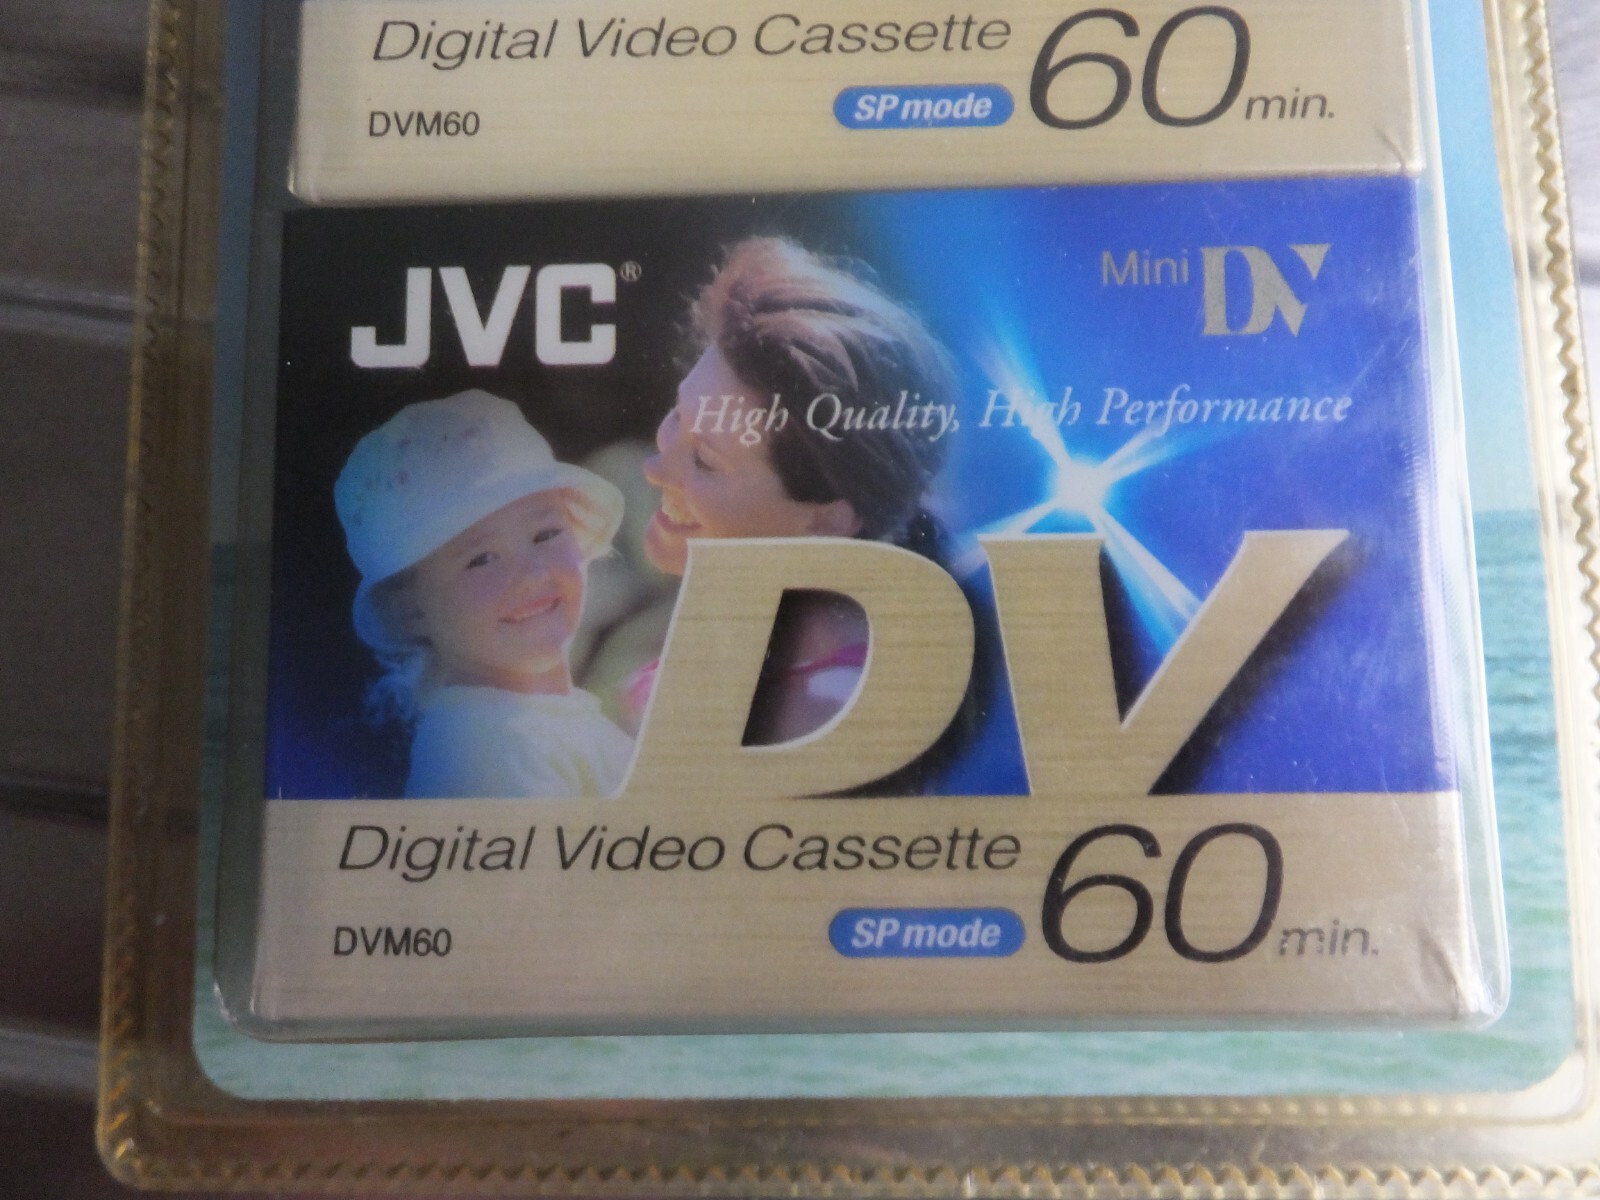 Digital Video Cassette 60 min.
DVM60 SP mode
JVC®
Mini DV
High Quality, High Performance
DV
Digital Video Cassette 60 min.
DVM60 SP mode